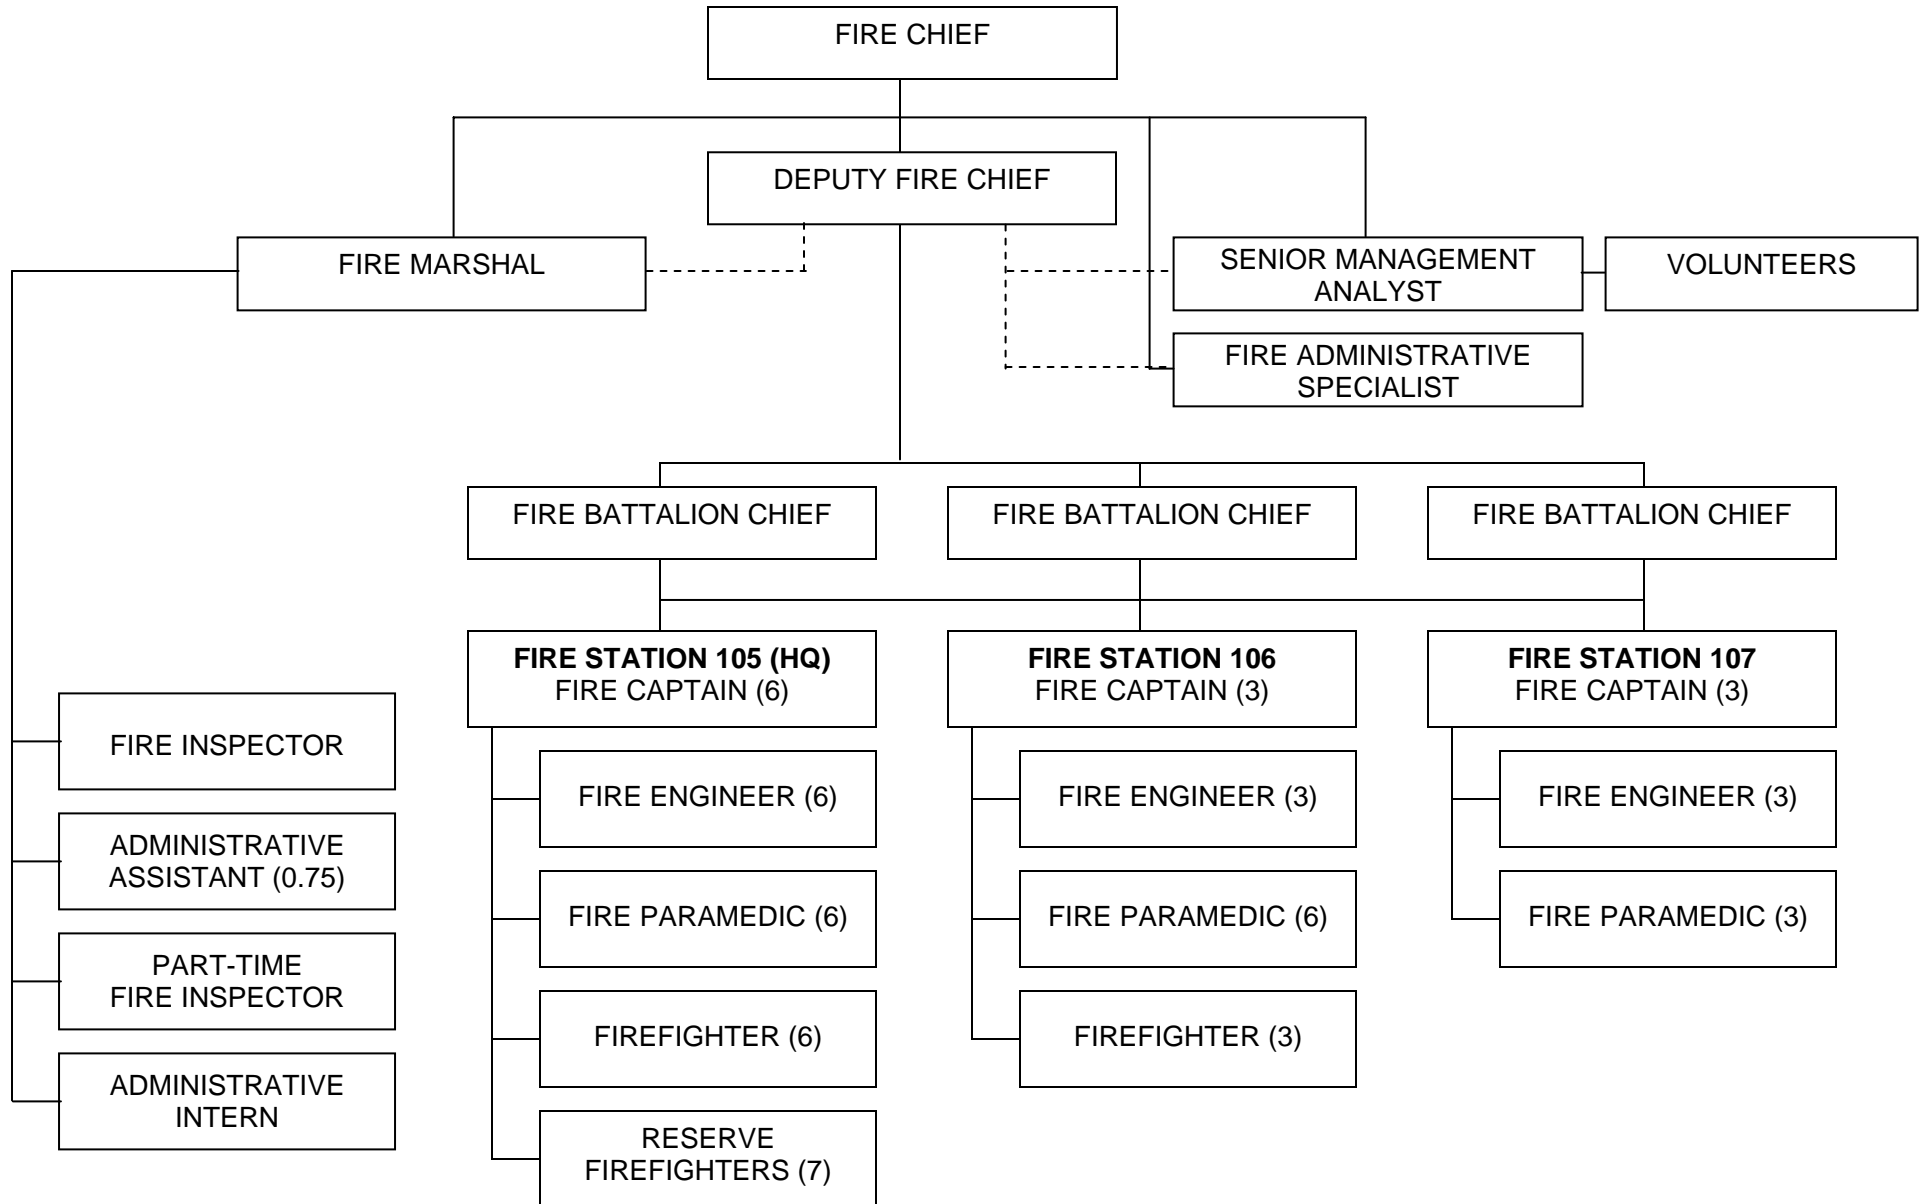 FIRE CHIEF
DEPUTY FIRE CHIEF
FIRE MARSHAL
SENIOR MANAGEMENT
ANALYST
VOLUNTEERS
FIRE ADMINISTRATIVE
SPECIALIST
FIRE BATTALION CHIEF
FIRE BATTALION CHIEF
FIRE BATTALION CHIEF
FIRE STATION 105 (HQ)
FIRE CAPTAIN (6)
FIRE STATION 106
FIRE CAPTAIN (3)
FIRE STATION 107
FIRE CAPTAIN (3)
FIRE INSPECTOR
ADMINISTRATIVE
ASSISTANT (0.75)
PART-TIME
FIRE INSPECTOR
ADMINISTRATIVE
INTERN
FIRE ENGINEER (6)
FIRE PARAMEDIC (6)
FIREFIGHTER (6)
RESERVE
FIREFIGHTERS (7)
FIRE ENGINEER (3)
FIRE PARAMEDIC (6)
FIREFIGHTER (3)
FIRE ENGINEER (3)
FIRE PARAMEDIC (3)